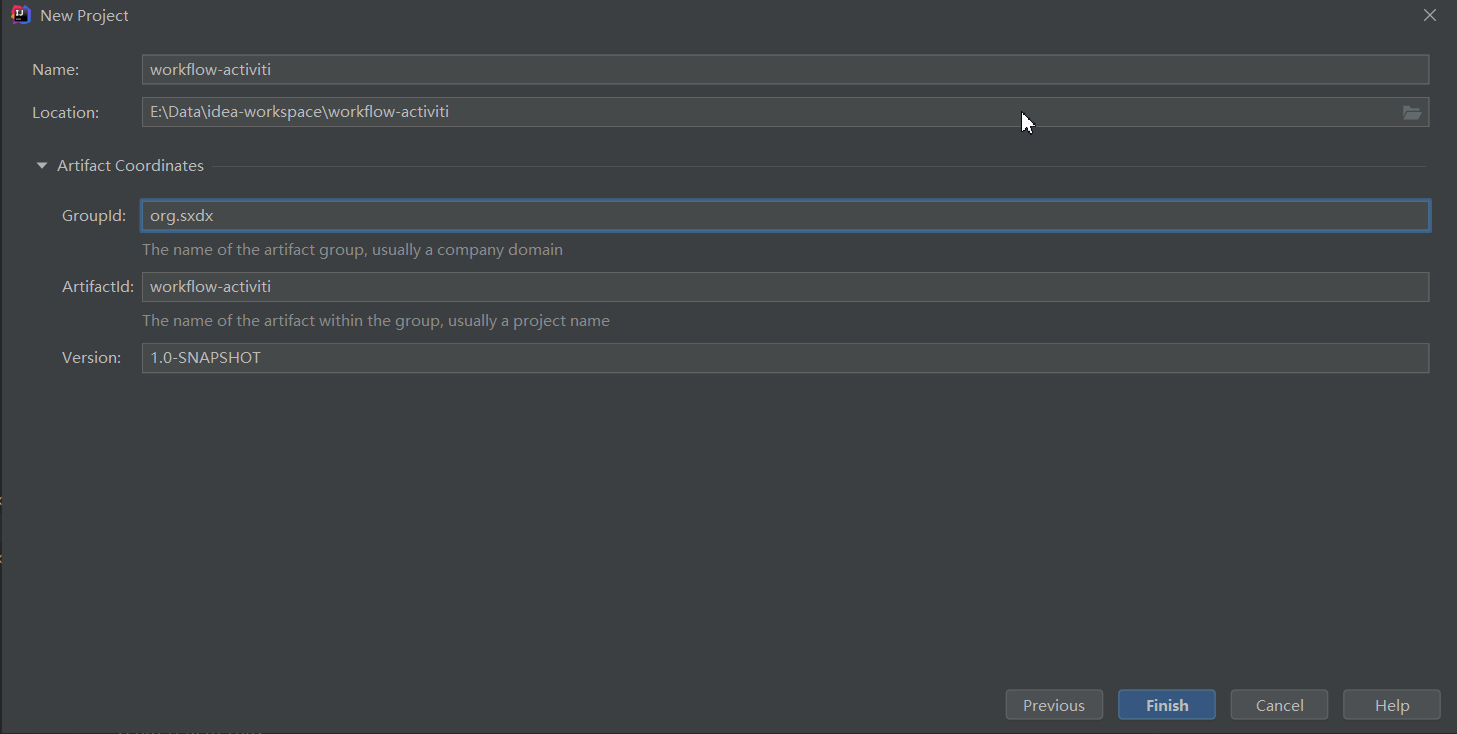 New Project
Name: workflow-activiti
Location: E:\Data\idea-workspace\workflow-activiti
Artifact Coordinates
GroupId: org.sxdx
The name of the artifact group, usually a company domain
ArtifactId: workflow-activiti
The name of the artifact within the group, usually a project name
Version: 1.0-SNAPSHOT
Previous Finish Cancel Help